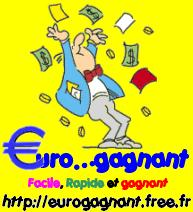 €uro...gagnant
Facile, Rapide et gagnant
http://eurogagnant.free.fr